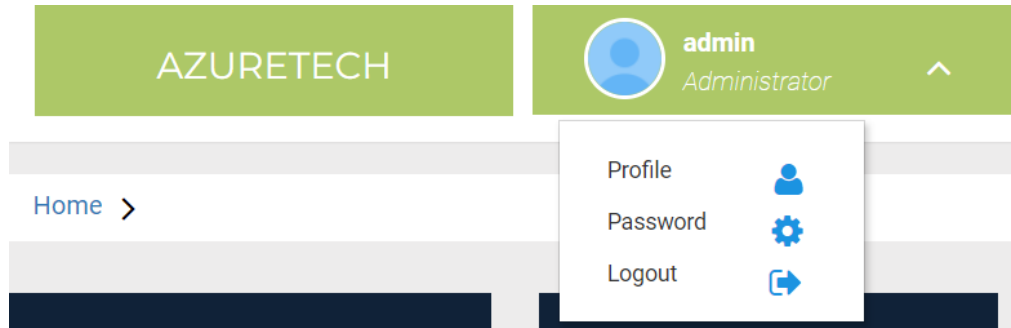 AZURETECH
admin
Administrator
Profile
Password
Logout
Home